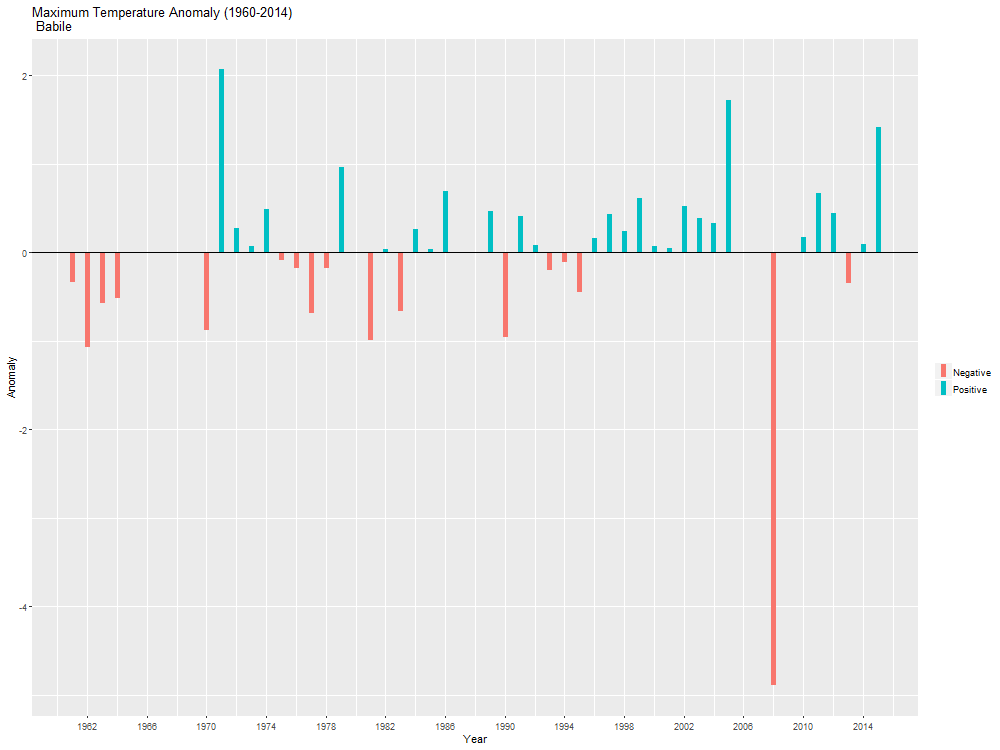 Maximum Temperature Anomaly (1960-2014)
Babile
2
0
-2
-4
Anomaly
1962 1966 1970 1974 1978 1982 1986 1990 1994 1998 2002 2006 2010 2014
Year
Negative
Positive